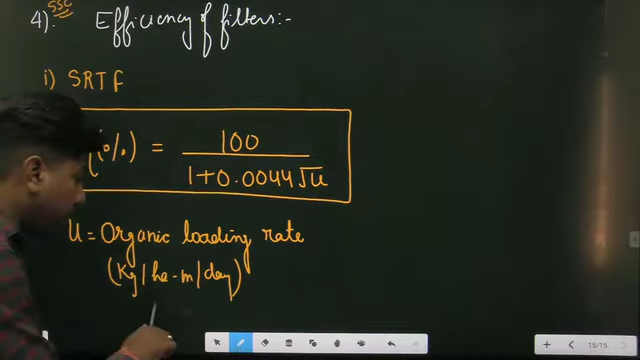 SSC
4). Efficiency of filters:-
i) SRTF
(%) = 100 / 1+0.0044√u
U = Organic loading rate
(Kg/ha-m/day)
15/15